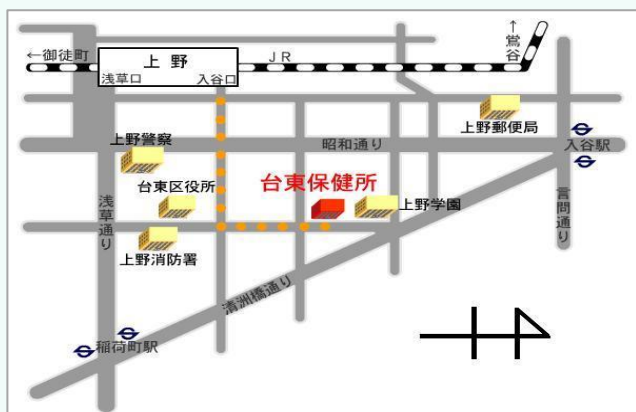 ←御徒町
上 野
浅草口
入谷口
JR
→鶯谷
上野郵便局
上野警察
昭和通り
入谷駅
台東区役所
台東保健所
上野学園
浅草通り
言問通り
上野消防署
清洲橋通り
稲荷町駅